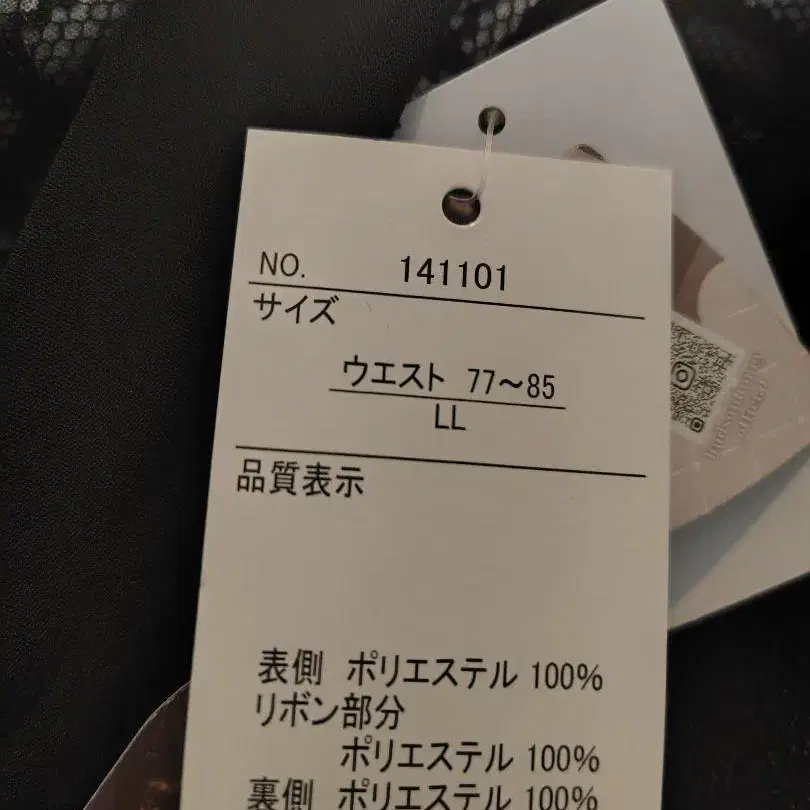 NO. 141101
サイズ
ウエスト 77～85
LL
品質表示
表側 ポリエステル 100%
リボン部分
ポリエステル 100%
裏側 ポリエステル 100%